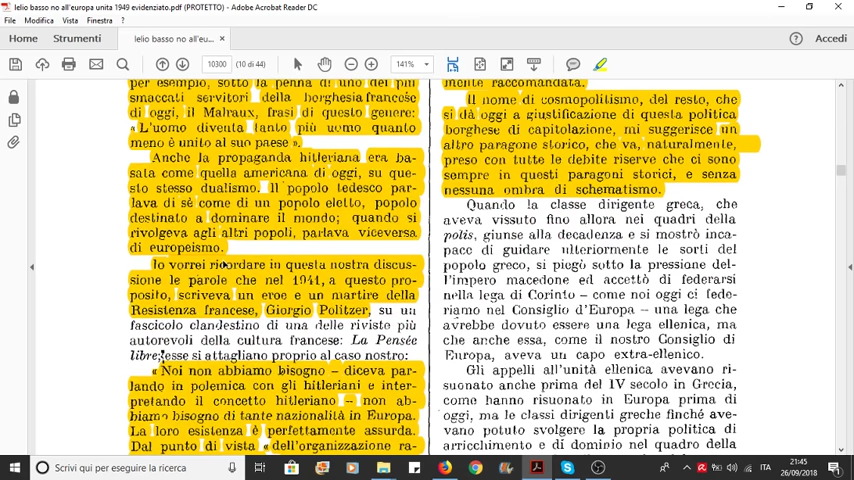 lelio basso no all'europa unita 1949 evidenziato.pdf (PROTETTO) - Adobe Acrobat Reader DC
File Modifica Vista Finestra ?
Home Strumenti lelio basso no all'eu... × ? Accedi
10300 (10 di 44) 141%
per esempio, sotto la penna di uno dei più
smaccati servitori della borghesia francese
di oggi, il Malraux, frasi di questo genere:
« L'uomo diventa tanto più uomo quanto
meno è unito al suo paese ».
Anche la propaganda hitleriana era ba-
sata come quella americana di oggi, su que-
sto stesso dualismo. Il popolo tedesco par-
lava di sè come di un popolo eletto, popolo
destinato a dominare il mondo; quando si
rivolgeva agli altri popoli, parlava viceversa
di europeismo.
Io vorrei ricordare in questa nostra discus-
sione le parole che nel 1941, a questo pro-
posito, scriveva un eroe e un martire della
Resistenza francese, Giorgio Politzer, su un
fascicolo clandestino di una delle riviste più
autorevoli della cultura francese: La Pensée
libre; esse si attagliano proprio al caso nostro:
« Noi non abbiamo bisogno – diceva par-
lando in polemica con gli hitleriani e inter-
pretando il concetto hitleriano – non ab-
biamo bisogno di tante nazionalità in Europa.
La loro esistenza è perfettamente assurda.
Dal punto di vista « dell'organizzazione ra-
mente raccomandata.
Il nome di cosmopolitismo, del resto, che
si dà oggi a giustificazione di questa politica
borghese di capitolazione, mi suggerisce un
altro paragone storico, che va, naturalmente,
preso con tutte le debite riserve che ci sono
sempre in questi paragoni storici, e senza
nessuna ombra di schematismo.
Quando la classe dirigente greca, che
aveva vissuto fino allora nei quadri della
polis, giunse alla decadenza e si mostrò inca-
pace di guidare ulteriormente le sorti del
popolo greco, si piegò sotto la pressione del-
l'impero macedone ed accettò di federarsi
nella lega di Corinto – come noi oggi ci fede-
riamo nel Consiglio d'Europa – una lega che
avrebbe dovuto essere una lega ellenica, ma
che anche essa, come il nostro Consiglio di
Europa, aveva un capo extra-ellenico.
Gli appelli all'unità ellenica avevano ri-
suonato anche prima del IV secolo in Grecia,
come hanno risuonato in Europa prima di
oggi, ma le classi dirigenti greche finché ave-
vano potuto svolgere la propria politica di
arricchimento e di dominio nel quadro della
Scrivi qui per eseguire la ricerca
ITA
21:45
26/09/2018